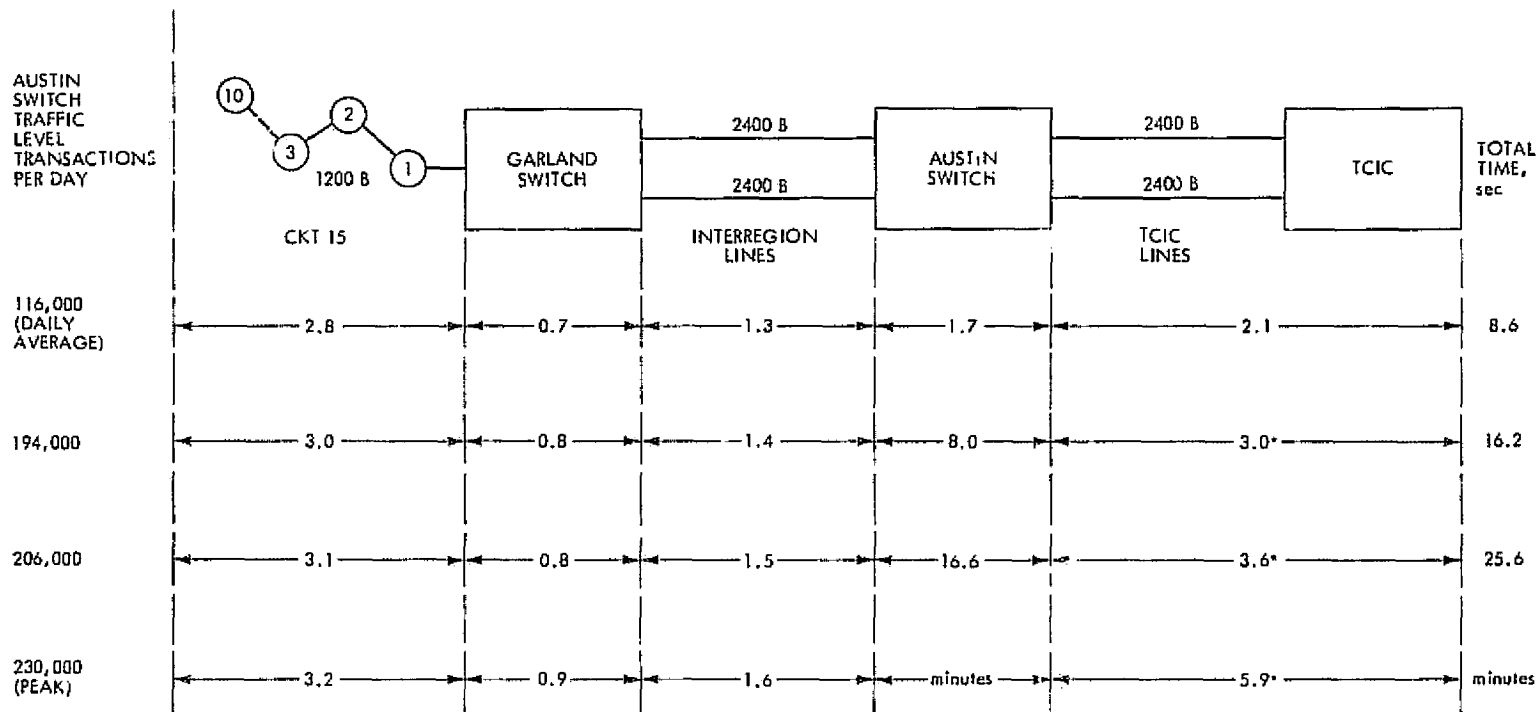 AUSTIN
SWITCH
TRAFFIC
LEVEL
TRANSACTIONS
PER DAY
10
3
2
1
1200 B
CKT 15
GARLAND
SWITCH
2400 B
2400 B
INTERREGION
LINES
AUSTIN
SWITCH
2400 B
2400 B
TCIC
LINES
TCIC
TOTAL
TIME,
sec
116,000
(DAILY
AVERAGE)
2.8
0.7
1.3
1.7
2.1
8.6
194,000
3.0
0.8
1.4
8.0
3.0*
16.2
206,000
3.1
0.8
1.5
16.6
3.6*
25.6
230,000
(PEAK)
3.2
0.9
1.6
minutes
5.9*
minutes